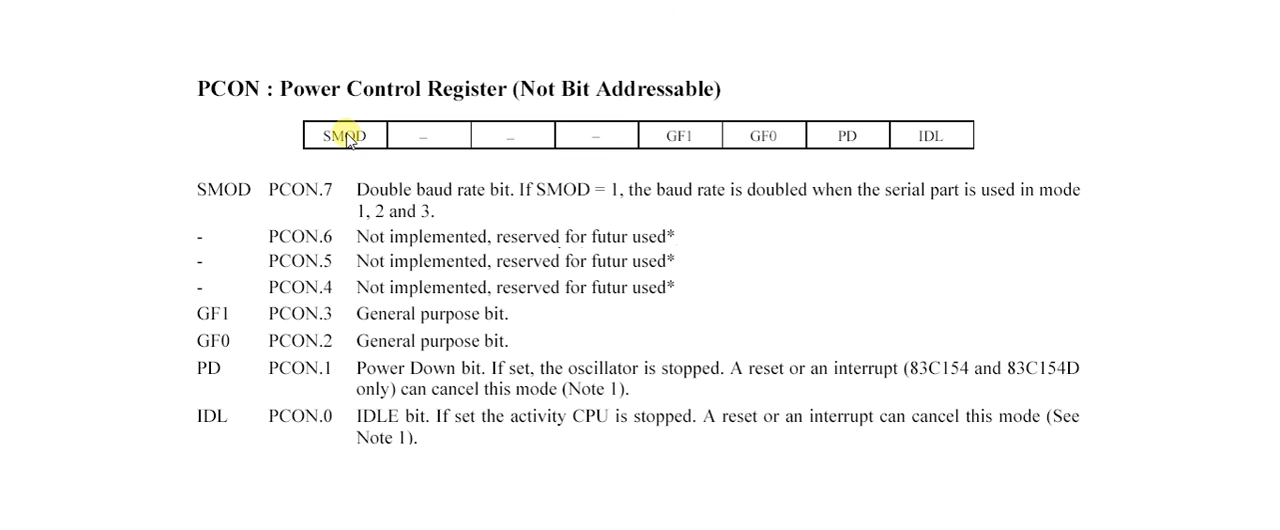 PCON : Power Control Register (Not Bit Addressable)
SMOD – – – GF1 GF0 PD IDL
SMOD PCON.7 Double baud rate bit. If SMOD = 1, the baud rate is doubled when the serial part is used in mode
1, 2 and 3.
- PCON.6 Not implemented, reserved for futur used*
- PCON.5 Not implemented, reserved for futur used*
- PCON.4 Not implemented, reserved for futur used*
GF1 PCON.3 General purpose bit.
GF0 PCON.2 General purpose bit.
PD PCON.1 Power Down bit. If set, the oscillator is stopped. A reset or an interrupt (83C154 and 83C154D
only) can cancel this mode (Note 1).
IDL PCON.0 IDLE bit. If set the activity CPU is stopped. A reset or an interrupt can cancel this mode (See
Note 1).